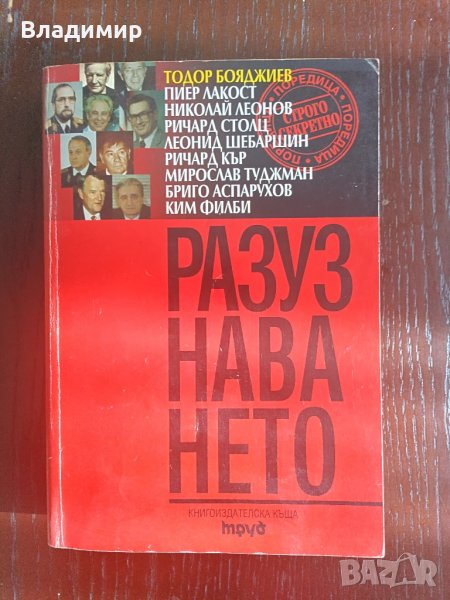 Владимир
ТОДОР БОЯДЖИЕВ
ПИЕР ЛАКОСТ
НИКОЛАЙ ЛЕОНОВ
РИЧАРД СТОЛЦ
ЛЕОНИД ШЕБАРШИН
РИЧАРД КЪР
МИРОСЛАВ ТУДЖМАН
БРИГО АСПАРУХОВ
КИМ ФИЛБИ
ПОРЕДИЦА ПОРЕДИЦА
СТРОГО
СЕКРЕТНО
РАЗУЗ
НАВА
НЕТО
КНИГОИЗДАТЕЛСКА КЪЩА
труд
BAZAR